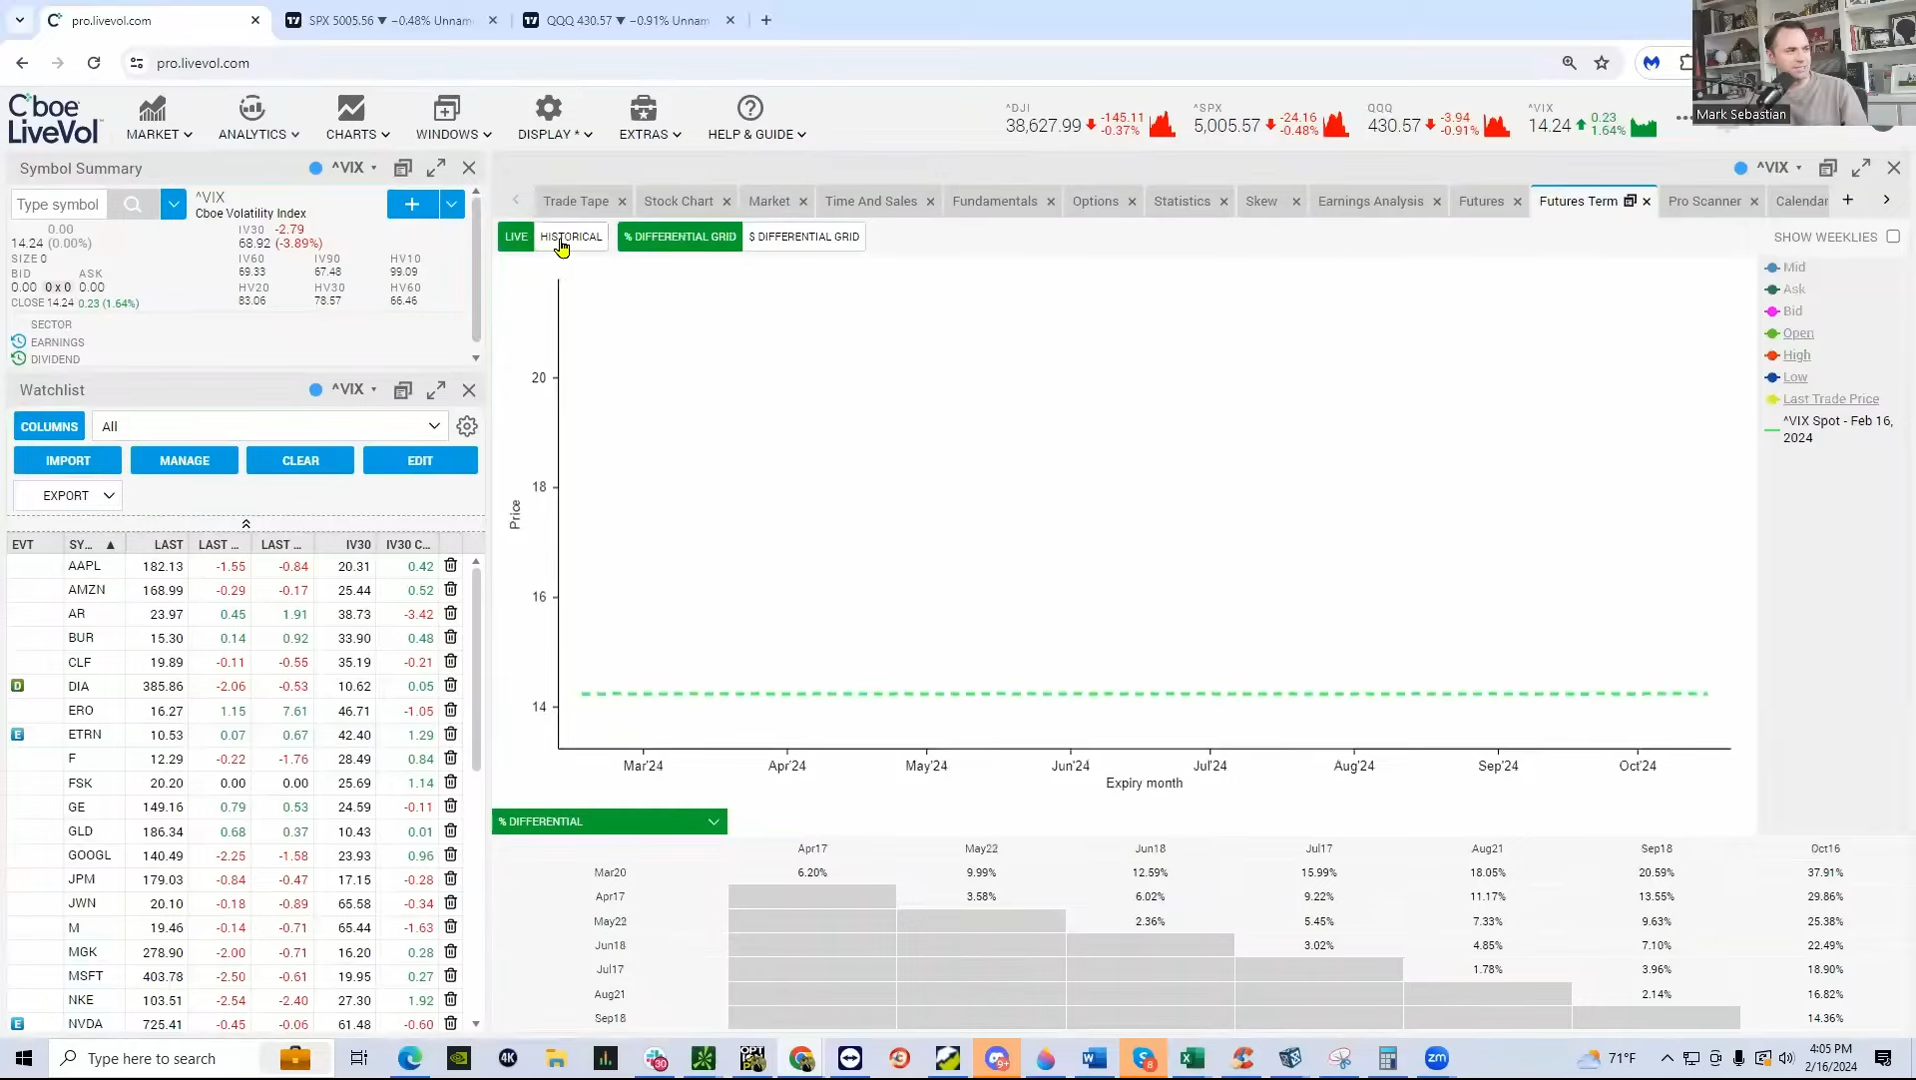 pro.livevol.com
SPX 5005.56 ▼ −0.48% Unnam
QQQ 430.57 ▼ −0.91% Unnam
pro.livevol.com
Mark Sebastian
Cboe
LiveVol
MARKET
ANALYTICS
CHARTS
WINDOWS
DISPLAY *
EXTRAS
HELP & GUIDE
^DJI
38,627.99 -145.11
-0.37%
^SPX
5,005.57 -24.16
-0.48%
QQQ
430.57 -3.94
-0.91%
^VIX
14.24 0.23
1.64%
Symbol Summary
^VIX
Type symbol
^VIX
Cboe Volatility Index
0.00
14.24 (0.00%)
IV30 -2.79
68.92 (-3.89%)
SIZE 0
IV60 IV90 HV10
69.33 67.48 99.09
BID ASK
0.00 0 x 0 0.00
HV20 HV30 HV60
83.06 78.57 66.46
CLOSE 14.24 0.23 (1.64%)
SECTOR
EARNINGS
DIVIDEND
Watchlist
^VIX
COLUMNS
All
IMPORT MANAGE CLEAR EDIT
EXPORT
EVT SY... LAST LAST ... LAST ... IV30 IV30 C...
AAPL 182.13 -1.55 -0.84 20.31 0.42
AMZN 168.99 -0.29 -0.17 25.44 0.52
AR 23.97 0.45 1.91 38.73 -3.42
BUR 15.30 0.14 0.92 33.90 0.48
CLF 19.89 -0.11 -0.55 35.19 -0.21
D DIA 385.86 -2.06 -0.53 10.62 0.05
ERO 16.27 1.15 7.61 46.71 -1.05
E ETRN 10.53 0.07 0.67 42.40 1.29
F 12.29 -0.22 -1.76 28.49 0.84
FSK 20.20 0.00 0.00 25.69 1.14
GE 149.16 0.79 0.53 24.59 -0.11
GLD 186.34 0.68 0.37 10.43 0.01
GOOGL 140.49 -2.25 -1.58 23.93 0.96
JPM 179.03 -0.84 -0.47 17.15 -0.28
JWN 20.10 -0.18 -0.89 65.58 -0.34
M 19.46 -0.14 -0.71 65.44 -1.63
MGK 278.90 -2.00 -0.71 16.20 0.28
MSFT 403.78 -2.50 -0.61 19.95 0.27
NKE 103.51 -2.54 -2.40 27.30 1.92
E NVDA 725.41 -0.45 -0.06 61.48 -0.60
^VIX
Trade Tape Stock Chart Market Time And Sales Fundamentals Options Statistics Skew Earnings Analysis Futures Futures Term Pro Scanner Calendar
LIVE HISTORICAL % DIFFERENTIAL GRID $ DIFFERENTIAL GRID
SHOW WEEKLIES
Mid
Ask
Bid
Open
High
Low
Last Trade Price
^VIX Spot - Feb 16,
2024
Price
20
18
16
14
Mar'24 Apr'24 May'24 Jun'24 Jul'24 Aug'24 Sep'24 Oct'24
Expiry month
% DIFFERENTIAL
Apr17 May22 Jun18 Jul17 Aug21 Sep18 Oct16
Mar20 6.20% 9.99% 12.59% 15.99% 18.05% 20.59% 37.91%
Apr17 3.58% 6.02% 9.22% 11.17% 13.55% 29.86%
May22 2.36% 5.45% 7.33% 9.63% 25.38%
Jun18 3.02% 4.85% 7.10% 22.49%
Jul17 1.78% 3.96% 18.90%
Aug21 2.14% 16.82%
Sep18 14.36%
Type here to search
71°F
4:05 PM
2/16/2024